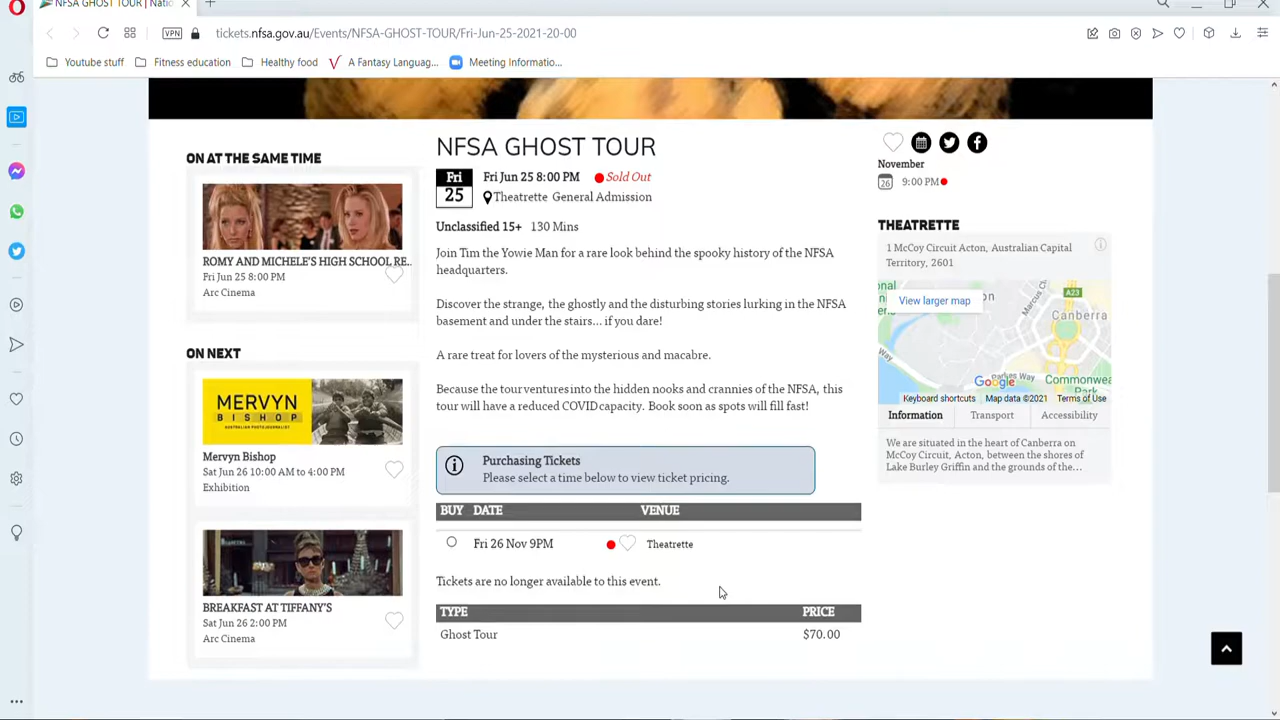 NFSA GHOST TOUR | Natio
VPN
tickets.nfsa.gov.au/Events/NFSA-GHOST-TOUR/Fri-Jun-25-2021-20-00
Youtube stuff
Fitness education
Healthy food
A Fantasy Languag...
Meeting Informatio...
ON AT THE SAME TIME
ROMY AND MICHELE'S HIGH SCHOOL RE..
Fri Jun 25 8:00 PM
Arc Cinema
ON NEXT
MERVYN
BISHOP
Mervyn Bishop
Sat Jun 26 10:00 AM to 4:00 PM
Exhibition
BREAKFAST AT TIFFANY'S
Sat Jun 26 2:00 PM
Arc Cinema
NFSA GHOST TOUR
Fri
25
Fri Jun 25 8:00 PM
Sold Out
Theatrette General Admission
Unclassified 15+ 130 Mins
Join Tim the Yowie Man for a rare look behind the spooky history of the NFSA
headquarters.
Discover the strange, the ghostly and the disturbing stories lurking in the NFSA
basement and under the stairs... if you dare!
A rare treat for lovers of the mysterious and macabre.
Because the tour ventures into the hidden nooks and crannies of the NFSA, this
tour will have a reduced COVID capacity. Book soon as spots will fill fast!
Purchasing Tickets
Please select a time below to view ticket pricing.
BUY DATE VENUE
Fri 26 Nov 9PM Theatrette
Tickets are no longer available to this event.
TYPE PRICE
Ghost Tour $70.00
November
26 9:00 PM
THEATRETTE
1 McCoy Circuit Acton, Australian Capital
Territory, 2601
View larger map
A23
Canberra
Parkes Way
Google
Commonwe
Park
Keyboard shortcuts Map data ©2021 Terms of Use
Information Transport Accessibility
We are situated in the heart of Canberra on
McCoy Circuit, Acton, between the shores of
Lake Burley Griffin and the grounds of the...